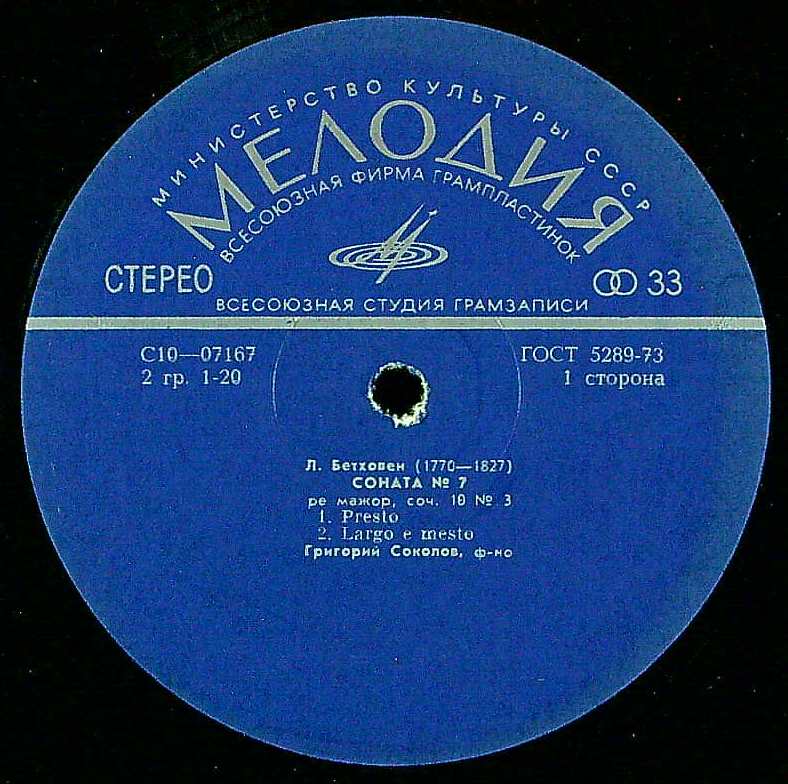 МИНИСТЕРСТВО КУЛЬТУРЫ СССР
МЕЛОДИЯ
ВСЕСОЮЗНАЯ ФИРМА ГРАМПЛАСТИНОК
СТЕРЕО
33
ВСЕСОЮЗНАЯ СТУДИЯ ГРАМЗАПИСИ
С10—07167
ГОСТ 5289-73
2 гр. 1-20
1 сторона
Л. Бетховен (1770—1827)
СОНАТА № 7
ре мажор, соч. 10 № 3
1. Presto
2. Largo e mesto
Григорий Соколов, ф-но